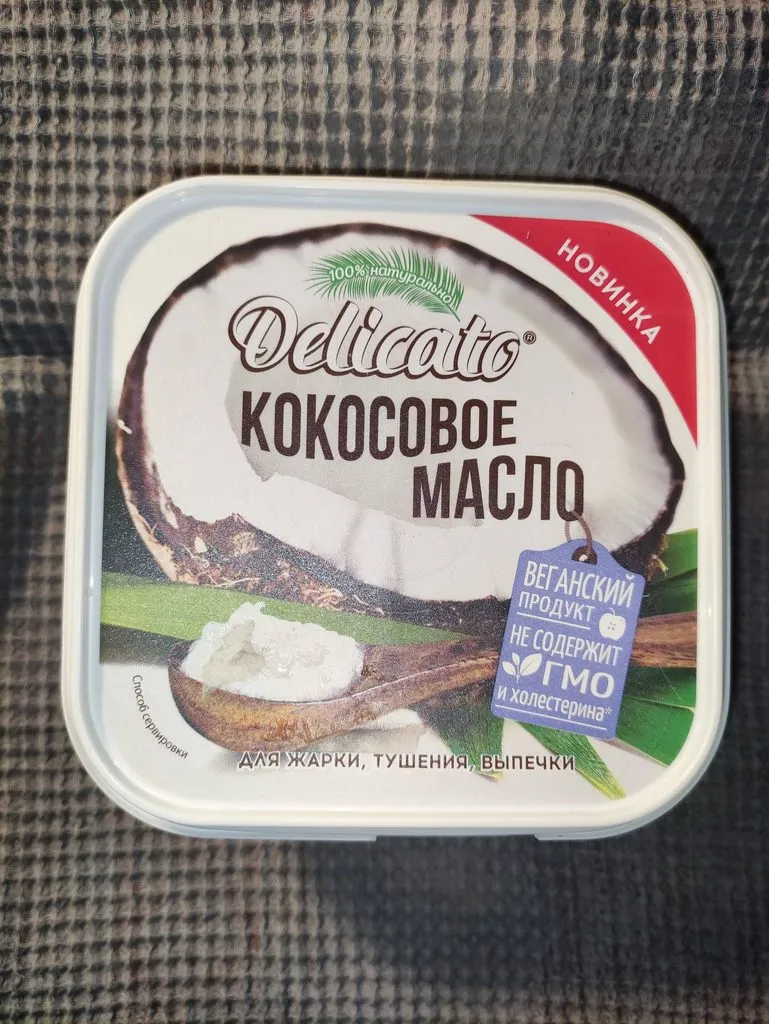 НОВИНКА
100% натурально
Delicato®
КОКОСОВОЕ
МАСЛО
ВЕГАНСКИЙ
ПРОДУКТ
НЕ СОДЕРЖИТ
ГМО
и холестерина*
Способ сервировки
ДЛЯ ЖАРКИ, ТУШЕНИЯ, ВЫПЕЧКИ